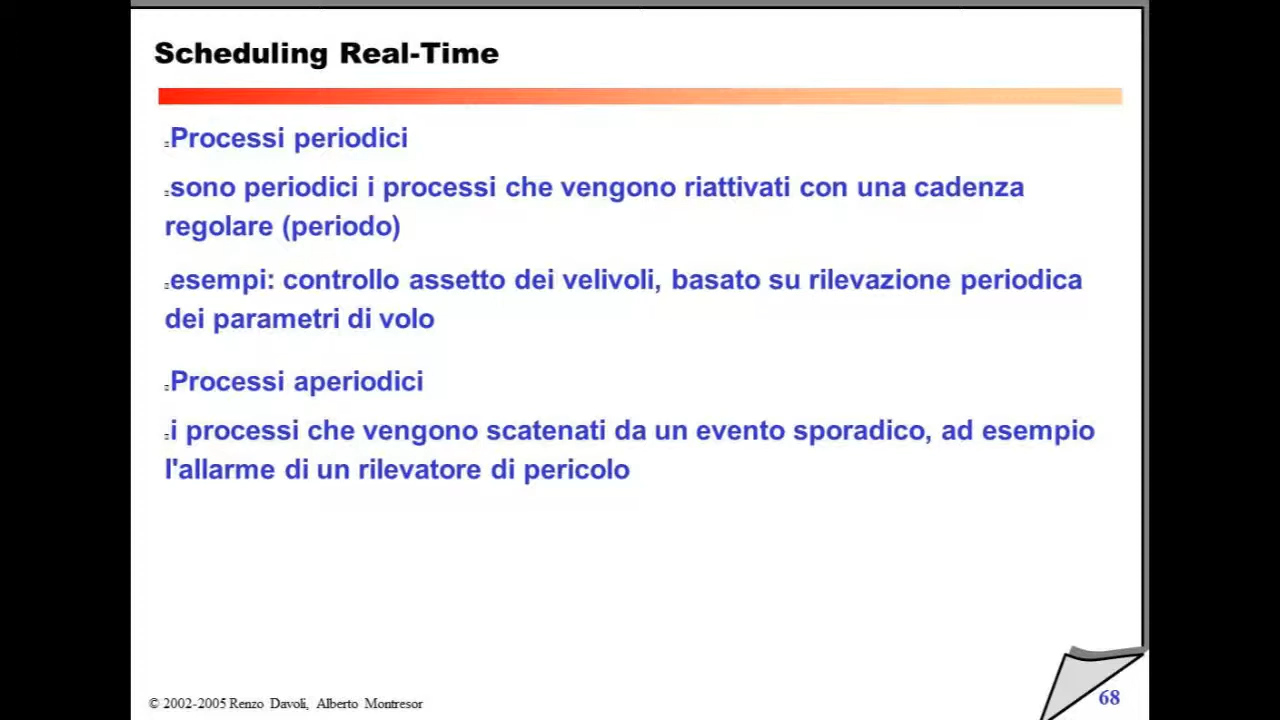 Scheduling Real-Time
Processi periodici
sono periodici i processi che vengono riattivati con una cadenza
regolare (periodo)
esempi: controllo assetto dei velivoli, basato su rilevazione periodica
dei parametri di volo
Processi aperiodici
i processi che vengono scatenati da un evento sporadico, ad esempio
l'allarme di un rilevatore di pericolo
© 2002-2005 Renzo Davoli, Alberto Montresor
68